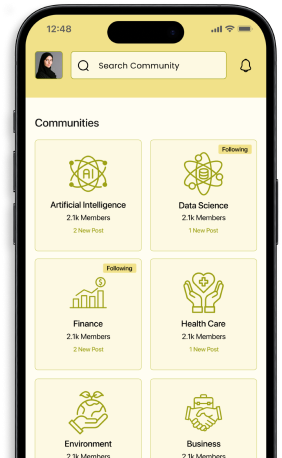 12:48
Search Community
Communities
AI
Artificial Intelligence
2.1k Members
2 New Post
Following
Data Science
2.1k Members
1 New Post
Following
$
Finance
2.1k Members
2 New Post
Health Care
2.1k Members
1 New Post
Environment
2.1k Members
Business
2.1k Members